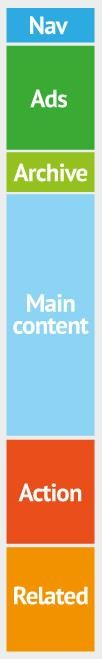 Nav
Ads
Archive
Main
content
Action
Related